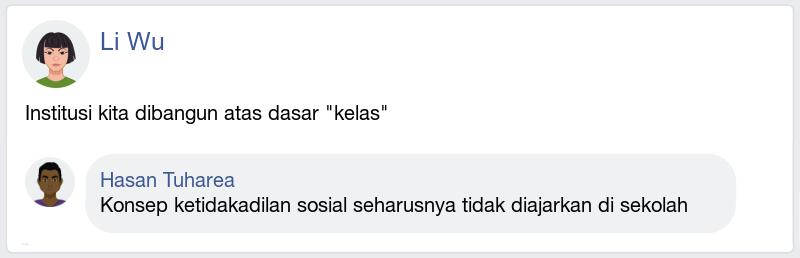 Li Wu
Institusi kita dibangun atas dasar "kelas"
Hasan Tuharea
Konsep ketidakadilan sosial seharusnya tidak diajarkan di sekolah